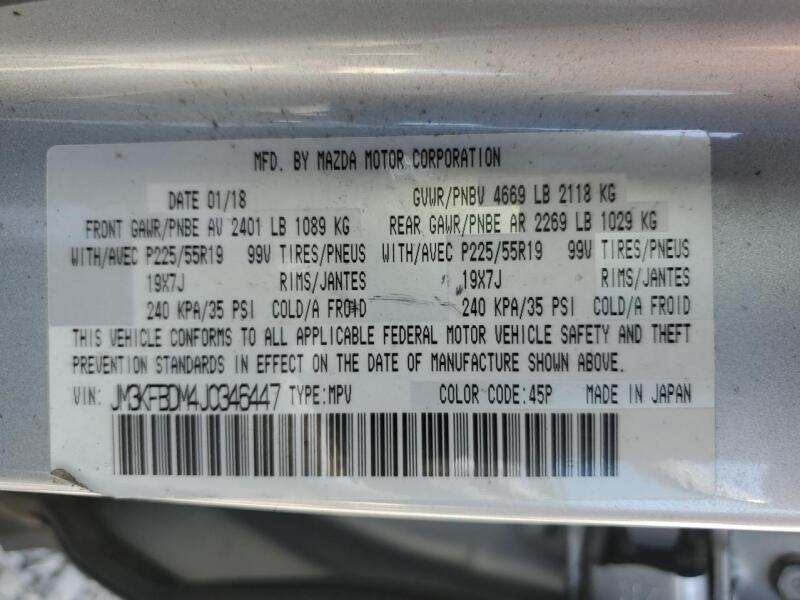 MFD. BY MAZDA MOTOR CORPORATION
DATE 01/18 GVWR/PNBV 4669 LB 2118 KG
FRONT GAWR/PNBE AV 2401 LB 1089 KG REAR GAWR/PNBE AR 2269 LB 1029 KG
WITH/AVEC P225/55R19 99V TIRES/PNEUS WITH/AVEC P225/55R19 99V TIRES/PNEUS
19X7J RIMS/JANTES 19X7J RIMS/JANTES
240 KPA/35 PSI COLD/A FROID 240 KPA/35 PSI COLD/A FROID
THIS VEHICLE CONFORMS TO ALL APPLICABLE FEDERAL MOTOR VEHICLE SAFETY AND THEFT
PREVENTION STANDARDS IN EFFECT ON THE DATE OF MANUFACTURE SHOWN ABOVE.
VIN: JM3KFBDM4J0346447 TYPE:MPV COLOR CODE:45P MADE IN JAPAN